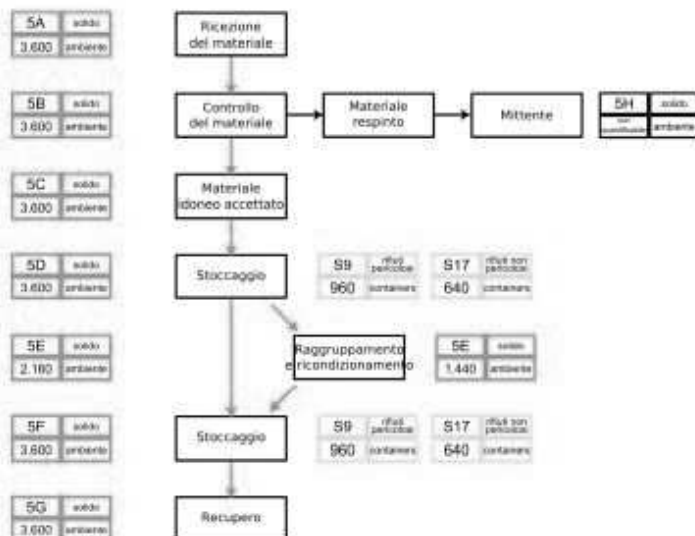 5A solido
3.600 ambiente
Ricezione
del materiale
5B solido
3.600 ambiente
Controllo
del materiale
Materiale
respinto
Mittente
5H solido
non
quantificabile ambiente
5C solido
3.600 ambiente
Materiale
idoneo accettato
5D solido
3.600 ambiente
Stoccaggio
S9 rifiuti
pericolosi
960 containers
S17 rifiuti non
pericolosi
640 containers
5E solido
2.160 ambiente
Raggruppamento
e ricondizionamento
5E solido
1.440 ambiente
5F solido
3.600 ambiente
Stoccaggio
S9 rifiuti
pericolosi
960 containers
S17 rifiuti non
pericolosi
640 containers
5G solido
3.600 ambiente
Recupero